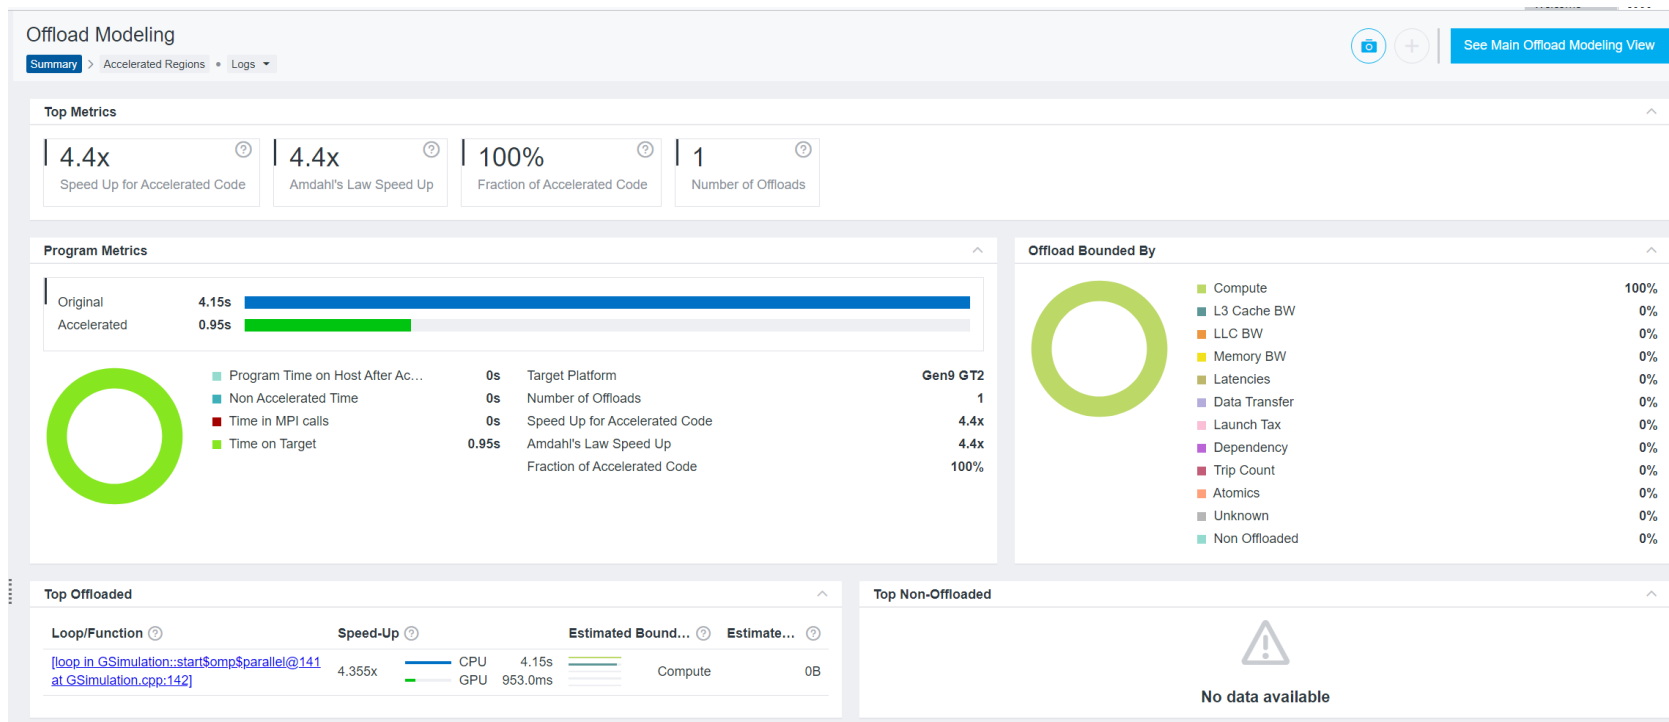 Offload Modeling
See Main Offload Modeling View
Summary > Accelerated Regions • Logs
Top Metrics
4.4x
Speed Up for Accelerated Code
4.4x
Amdahl's Law Speed Up
100%
Fraction of Accelerated Code
1
Number of Offloads
Program Metrics
Original 4.15s
Accelerated 0.95s
Program Time on Host After Ac... 0s
Non Accelerated Time 0s
Time in MPI calls 0s
Time on Target 0.95s
Target Platform Gen9 GT2
Number of Offloads 1
Speed Up for Accelerated Code 4.4x
Amdahl's Law Speed Up 4.4x
Fraction of Accelerated Code 100%
Offload Bounded By
Compute 100%
L3 Cache BW 0%
LLC BW 0%
Memory BW 0%
Latencies 0%
Data Transfer 0%
Launch Tax 0%
Dependency 0%
Trip Count 0%
Atomics 0%
Unknown 0%
Non Offloaded 0%
Top Offloaded
Loop/Function Speed-Up Estimated Bound... Estimate...
[loop in GSimulation::start$omp$parallel@141
at GSimulation.cpp:142]
4.355x
CPU 4.15s
GPU 953.0ms
Compute
0B
Top Non-Offloaded
No data available